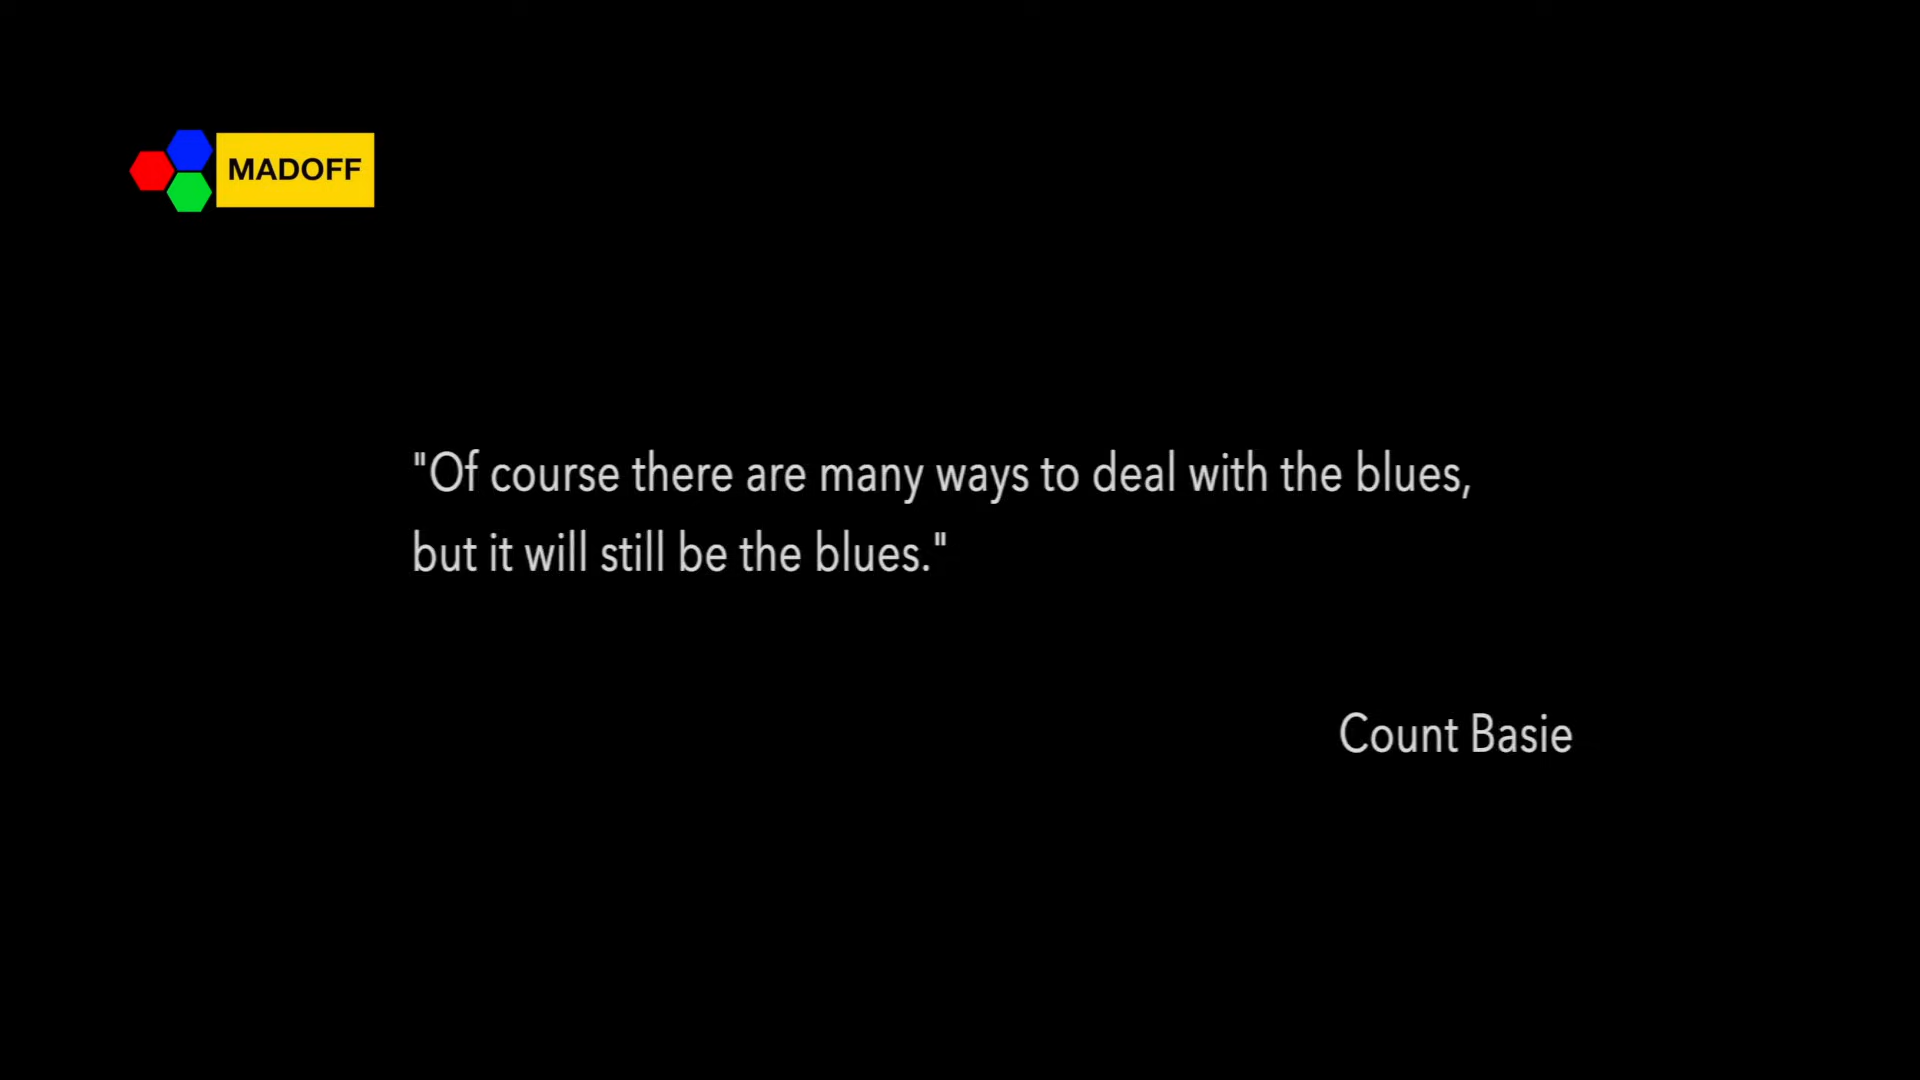 MADOFF
"Of course there are many ways to deal with the blues,
but it will still be the blues."
Count Basie